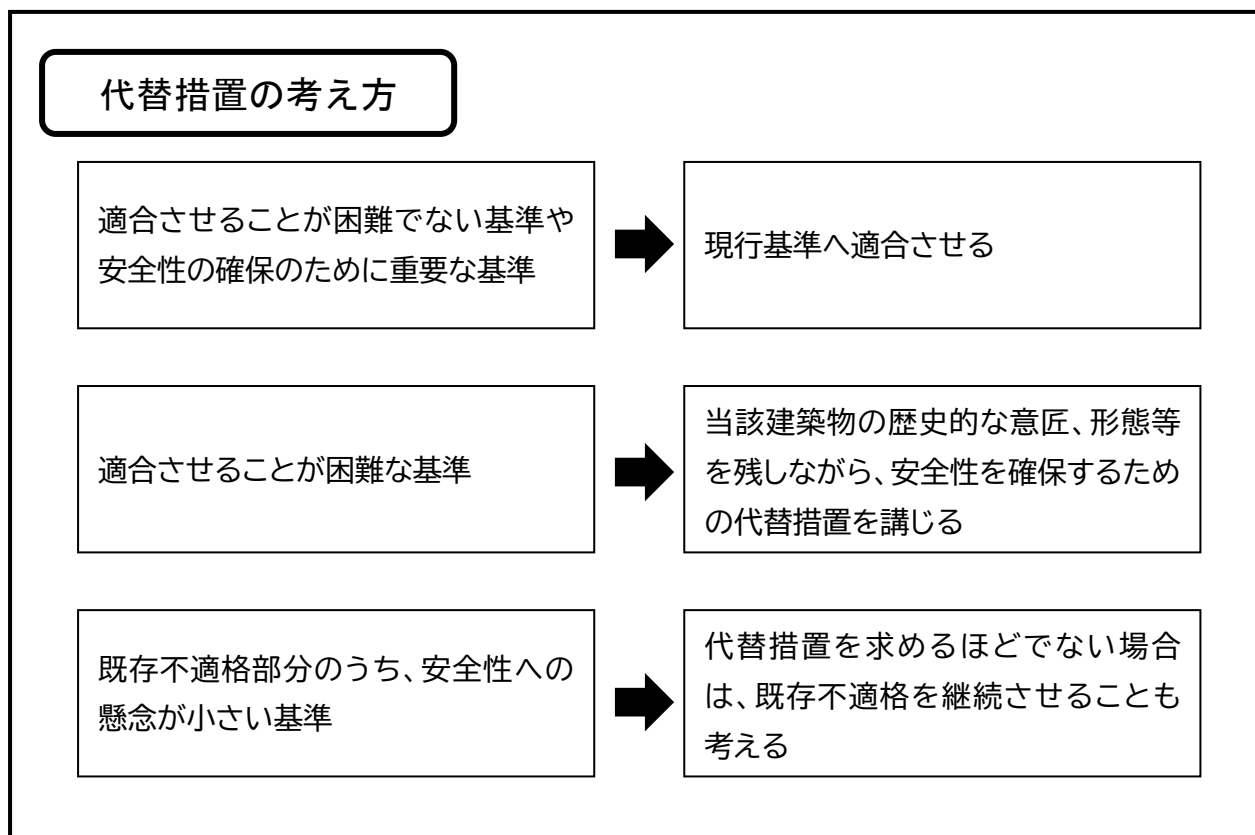 代替措置の考え方
適合させることが困難でない基準や
安全性の確保のために重要な基準
現行基準へ適合させる
適合させることが困難な基準
当該建築物の歴史的な意匠、形態等
を残しながら、安全性を確保するため
の代替措置を講じる
既存不適格部分のうち、安全性への
懸念が小さい基準
代替措置を求めるほどでない場合
は、既存不適格を継続させることも
考える